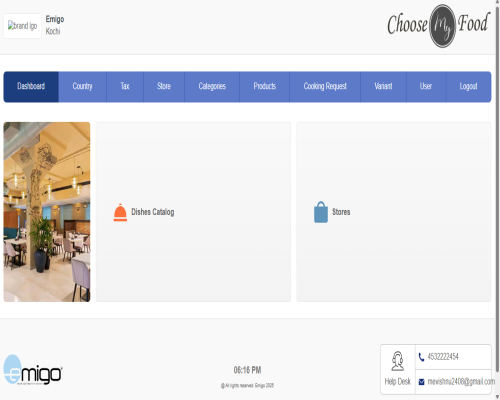 brand lgo
Emigo
Kochi
Choose My Food
Dashboard
Country
Tax
Store
Categories
Products
Cooking Request
Variant
User
Logout
Dishes Catalog
Stores
emigo
06:16 PM
@ All rights reserved. Emigo 2025
Help Desk
4532222454
mevishnu2408@gmail.com